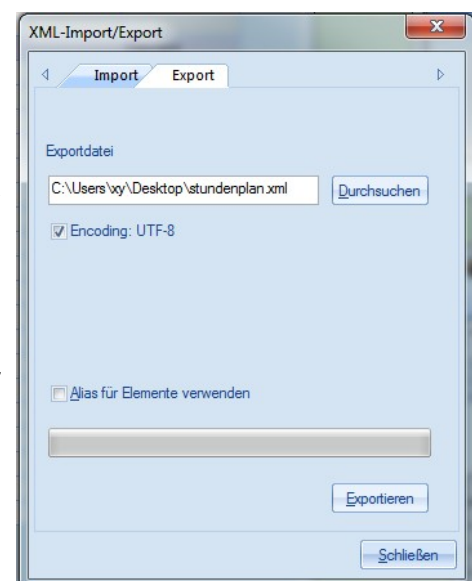 XML-Import/Export
Import Export
Exportdatei
C:\Users\xy\Desktop\stundenplan.xml Durchsuchen
Encoding: UTF-8
Alias für Elemente verwenden
Exportieren
Schließen